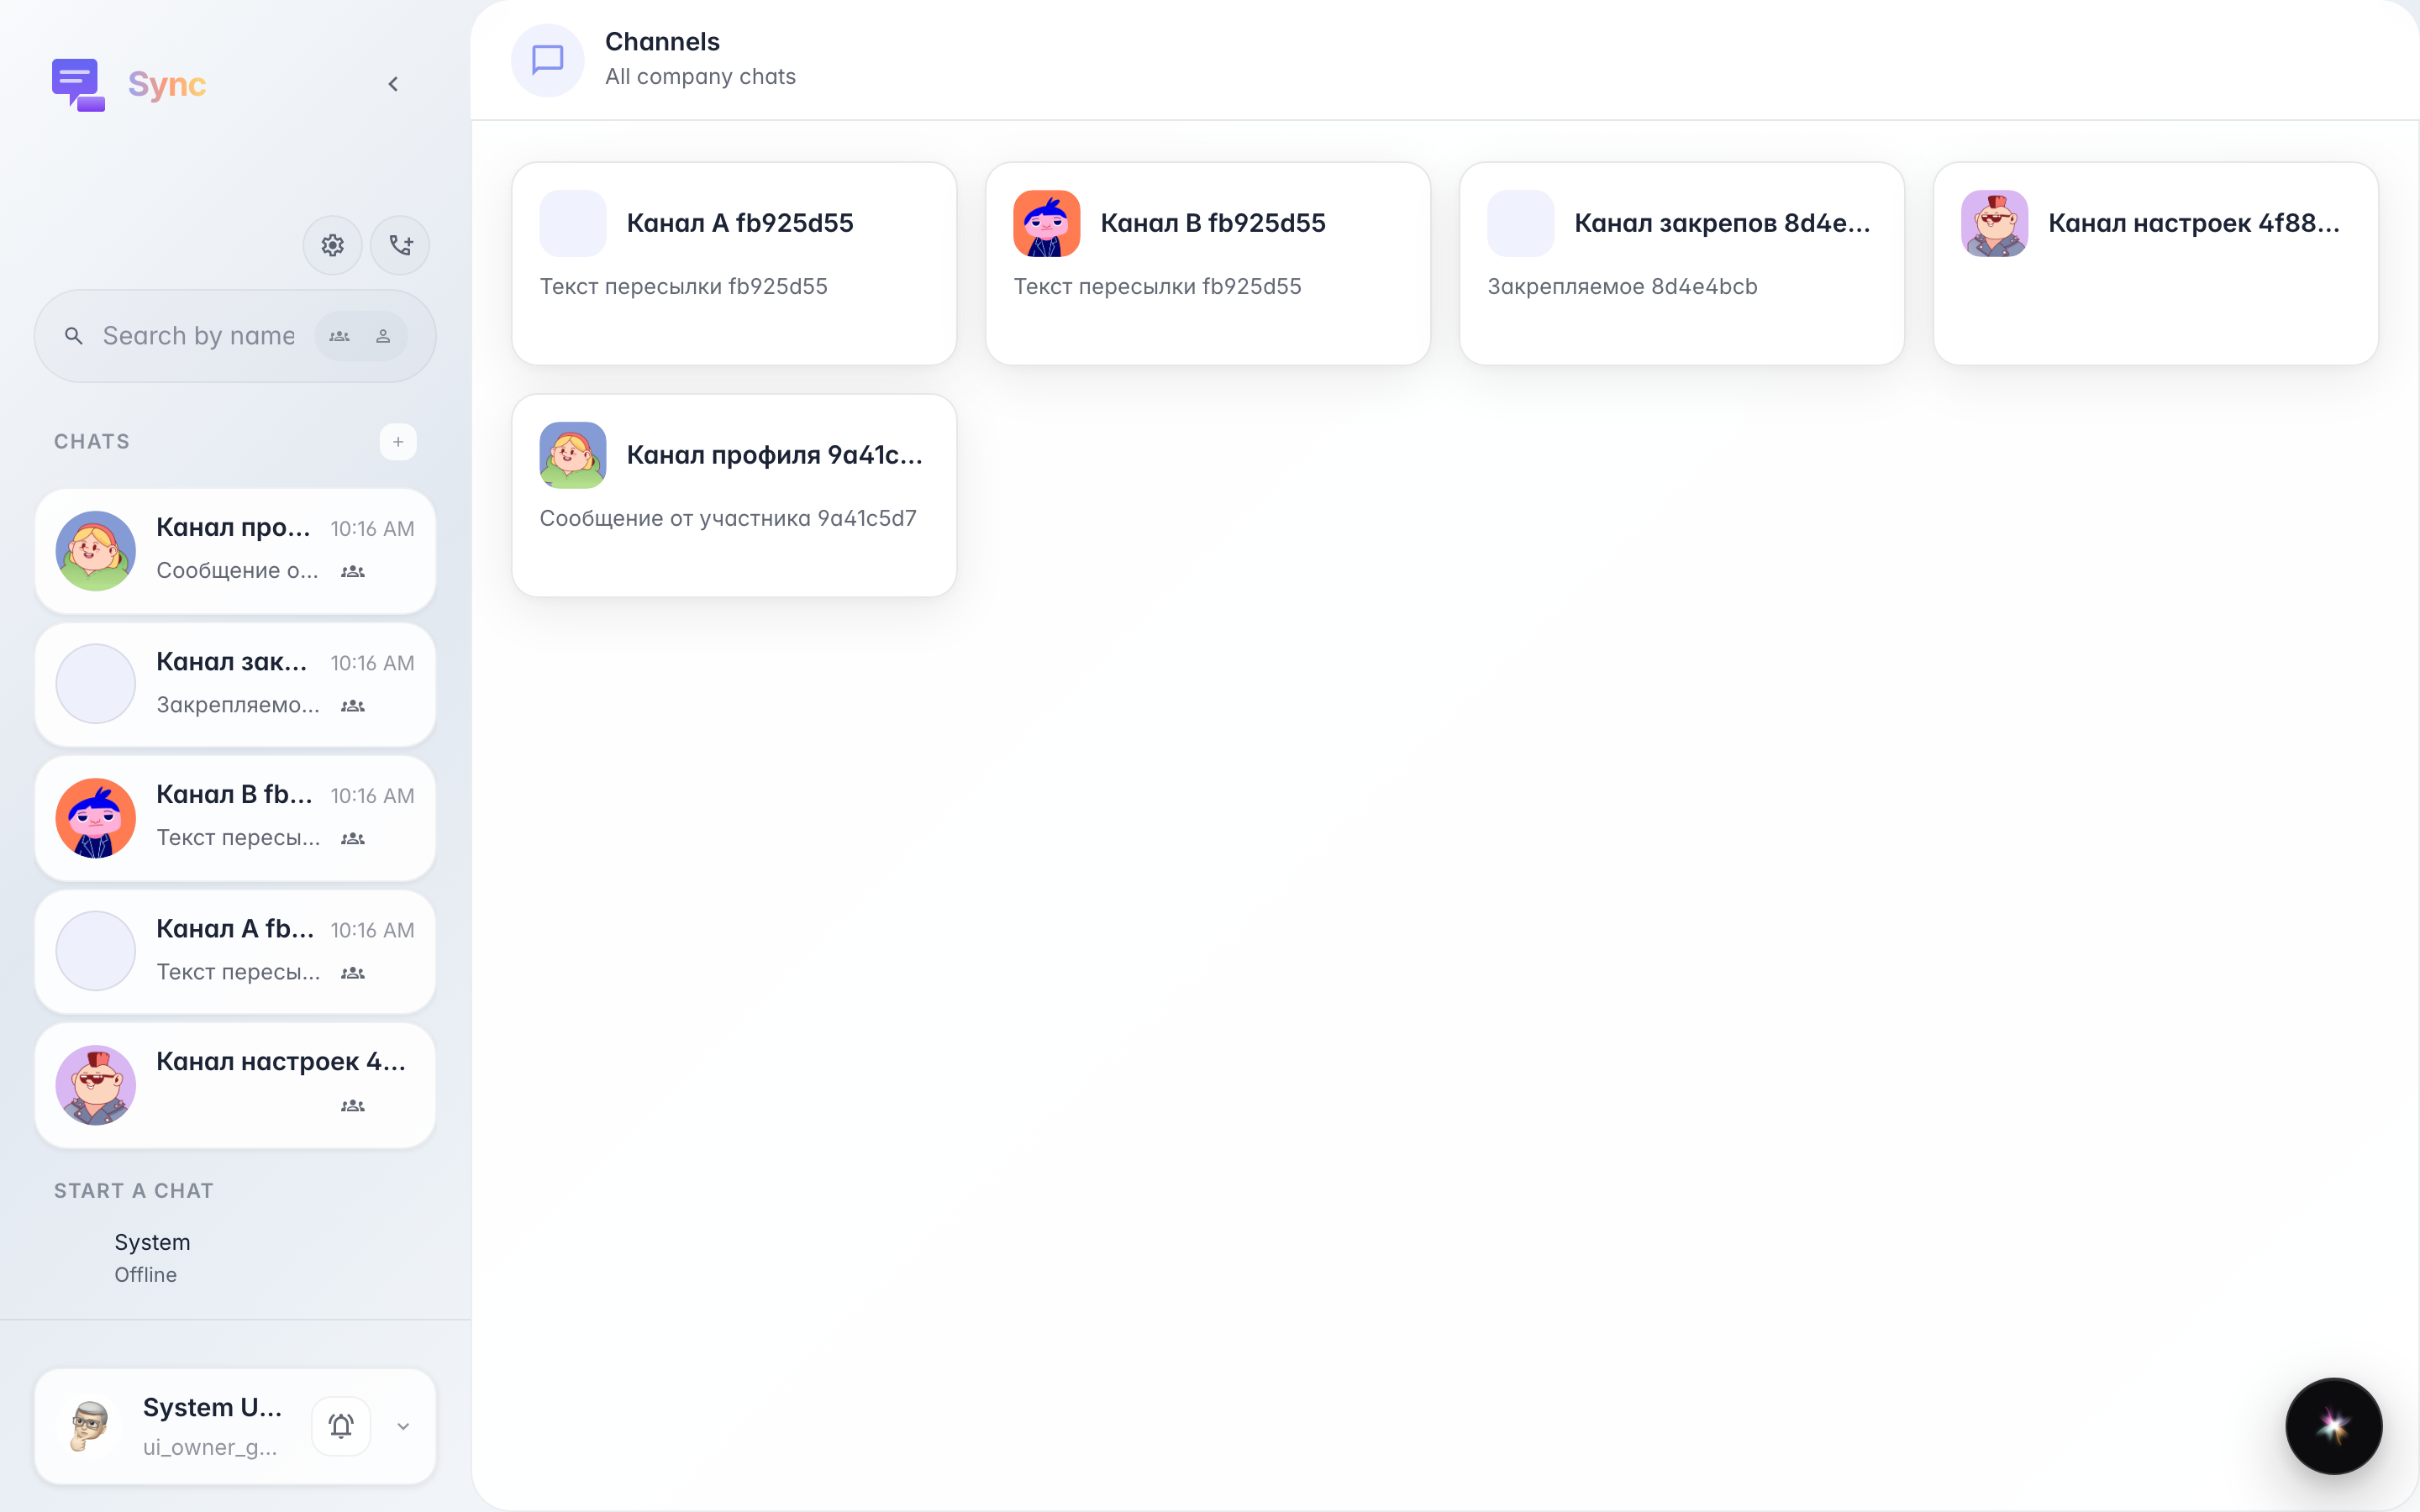 Sync
Search by name
CHATS
Канал про... 10:16 AM
Сообщение о...
Канал зак... 10:16 AM
Закрепляемо...
Канал B fb... 10:16 AM
Текст пересы...
Канал A fb... 10:16 AM
Текст пересы...
Канал настроек 4...
START A CHAT
System
Offline
System U...
ui_owner_g...
Channels
All company chats
Канал A fb925d55
Текст пересылки fb925d55
Канал B fb925d55
Текст пересылки fb925d55
Канал закрепов 8d4e...
Закрепляемое 8d4e4bcb
Канал настроек 4f88...
Канал профиля 9a41c...
Сообщение от участника 9a41c5d7